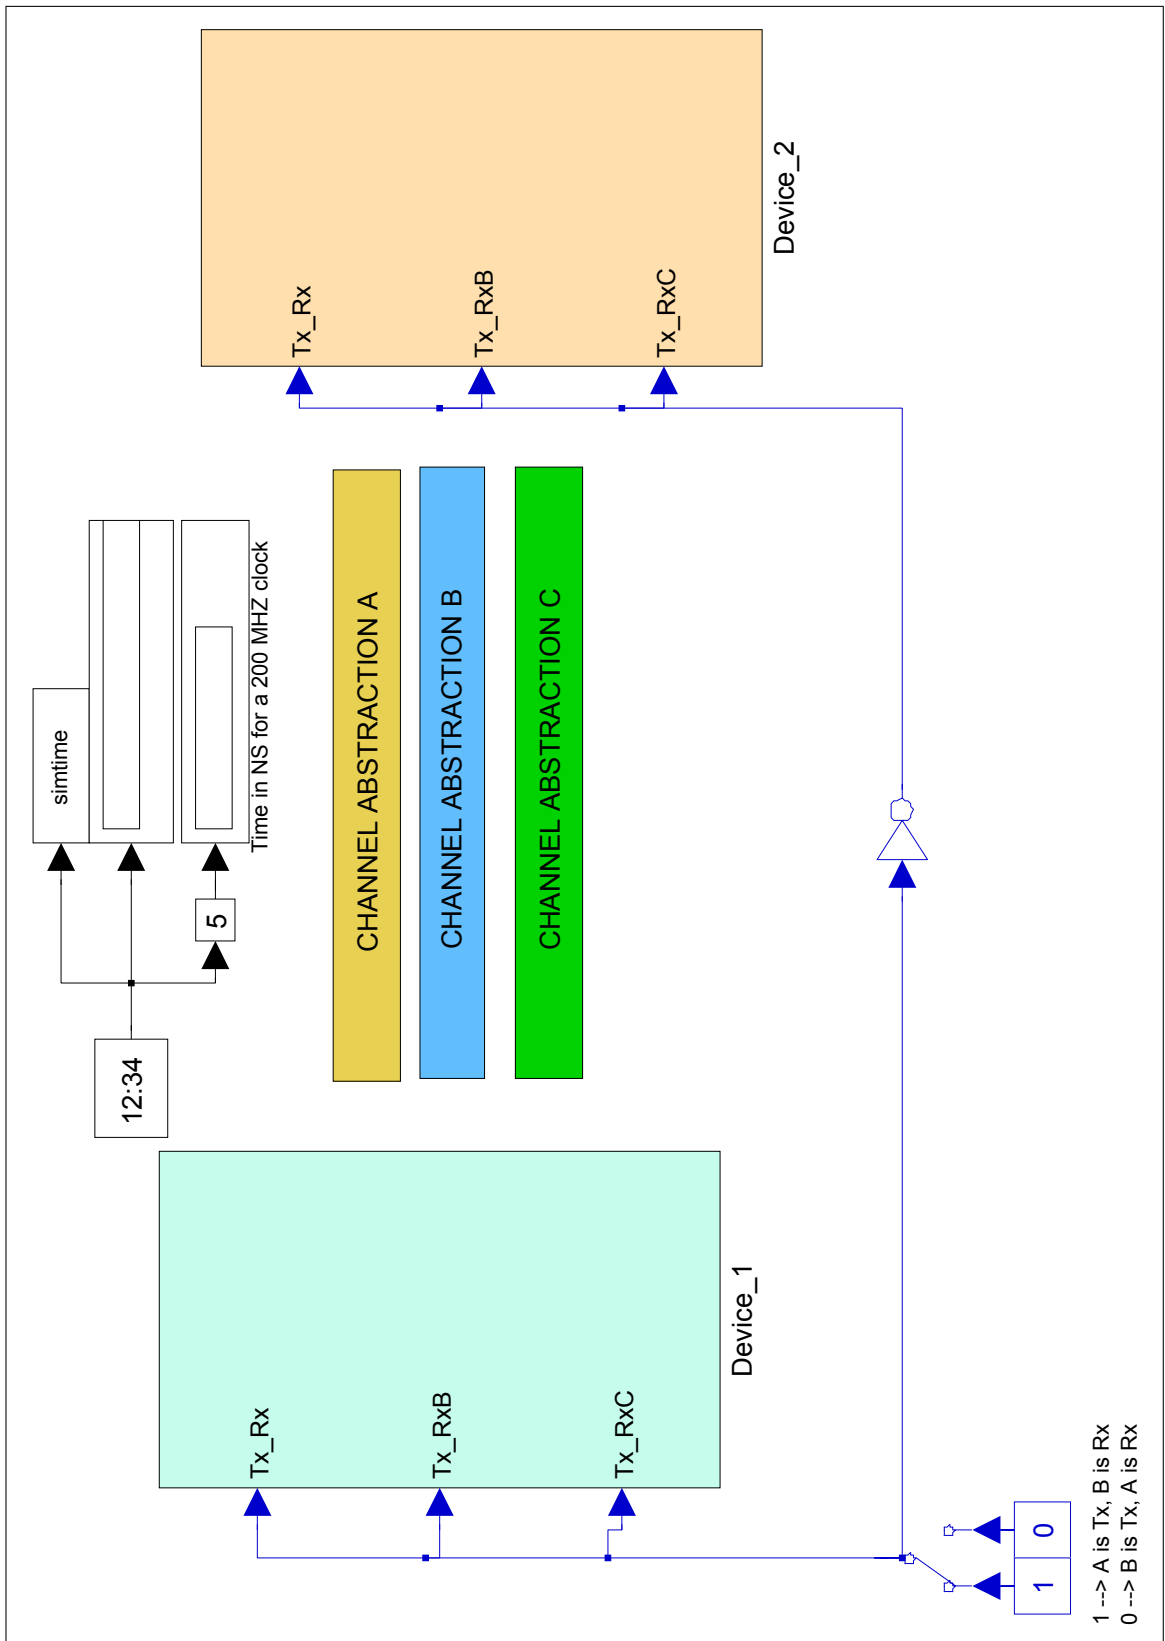 simtime
12:34
5
Time in NS for a 200 MHZ clock
CHANNEL ABSTRACTION A
CHANNEL ABSTRACTION B
CHANNEL ABSTRACTION C
Tx_Rx
Tx_RxB
Tx_RxC
Device_1
Tx_Rx
Tx_RxB
Tx_RxC
Device_2
1
0
1 --> A is Tx, B is Rx
0 --> B is Tx, A is Rx